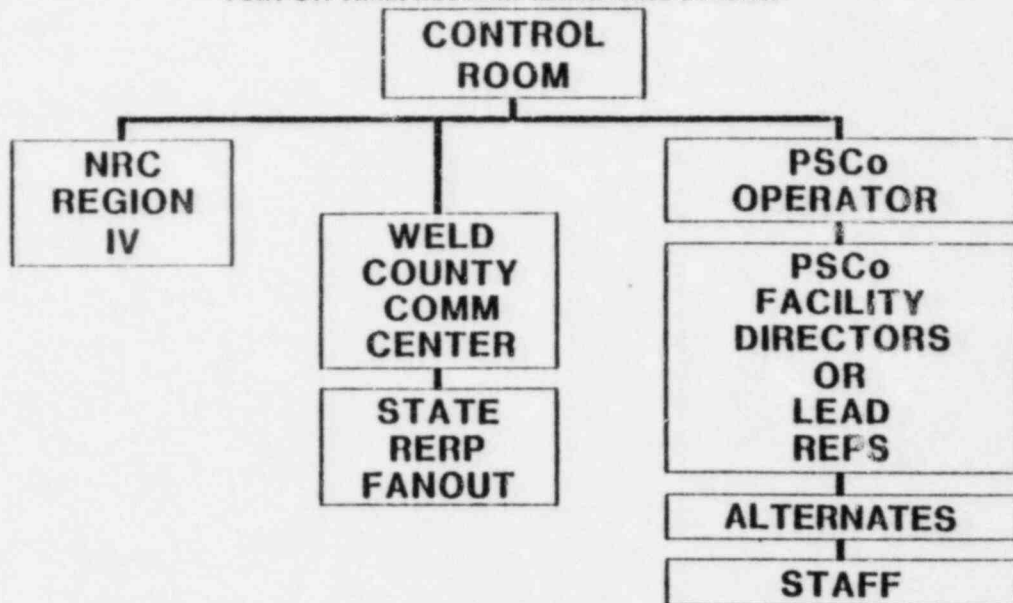 CONTROL
ROOM
NRC
REGION
IV
WELD
COUNTY
COMM
CENTER
STATE
RERP
FANOUT
PSCo
OPERATOR
PSCo
FACILITY
DIRECTORS
OR
LEAD
REPS
ALTERNATES
STAFF